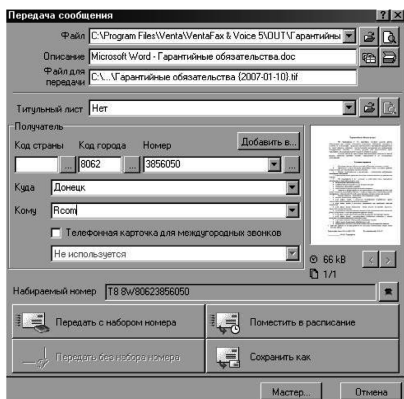 Передача сообщения
Файл C:\Program Files\Venta\VentaFax & Voice 5\OUT\Гарантийны
Описание Microsoft Word - Гарантийные обязательства.doc
Файл для передачи C:\...\Гарантийные обязательства {2007-01-10}.tif
Титульный лист Нет
Получатель
Код страны Код города Номер Добавить в...
... 8062 ... 3856050 ...
Куда Донецк
Кому Rcom
Телефонная карточка для междугородных звонков
Не используется
66 kB
1/1
Набираемый номер T8 8W80623856050
Передать с набором номера Поместить в расписание
Передать без набора номера Сохранить как
Мастер... Отмена